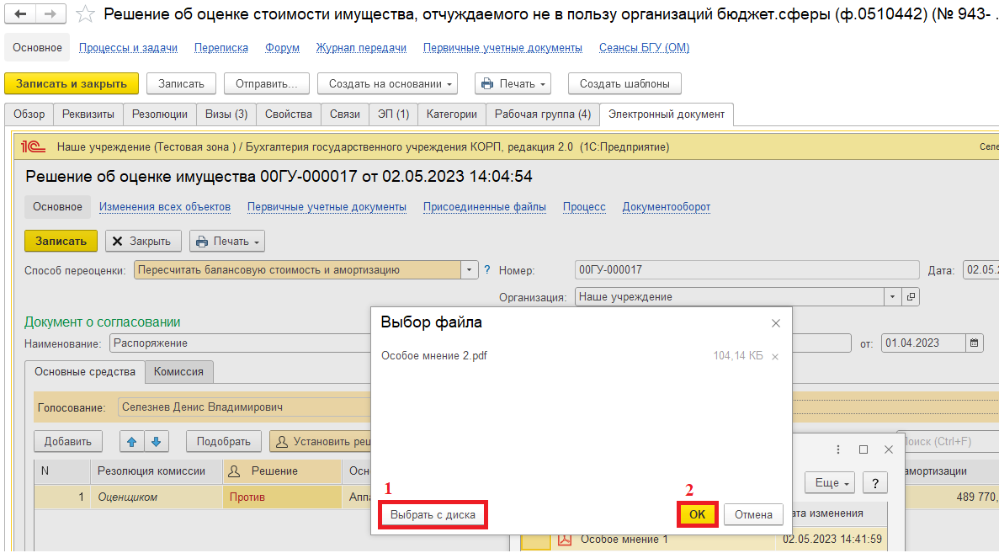 Решение об оценке стоимости имущества, отчуждаемого не в пользу организаций бюджет.сферы (ф.0510442) (№ 943- ...
Основное Процессы и задачи Переписка Форум Журнал передачи Первичные учетные документы Сеансы БГУ (ОМ)
Записать и закрыть Записать Отправить... Создать на основании Печать Создать шаблоны
Обзор Реквизиты Резолюции Визы (3) Свойства Связи ЭП (1) Категории Рабочая группа (4) Электронный документ
1С Наше учреждение (Тестовая зона ) / Бухгалтерия государственного учреждения КОРП, редакция 2.0 (1С:Предприятие) Селе
Решение об оценке имущества 00ГУ-000017 от 02.05.2023 14:04:54
Основное Изменения всех объектов Первичные учетные документы Присоединенные файлы Процесс Документооборот
Записать Закрыть Печать
Способ переоценки: Пересчитать балансовую стоимость и амортизацию ? Номер: 00ГУ-000017 Дата: 02.05.2
Организация: Наше учреждение
Документ о согласовании
Наименование: Распоряжение от: 01.04.2023
Выбор файла
Особое мнение 2.pdf 104,14 КБ
Основные средства Комиссия
Голосование: Селезнев Денис Владимирович
Добавить Подобрать Установить реш
Поиск (Ctrl+F)
N Резолюция комиссии Решение Осн
амортизации
1 Оценщиком Против Аппа
489 770,
Еще ?
1 2
Выбрать с диска ОК Отмена
ата изменения
Особое мнение 1 02.05.2023 14:41:59